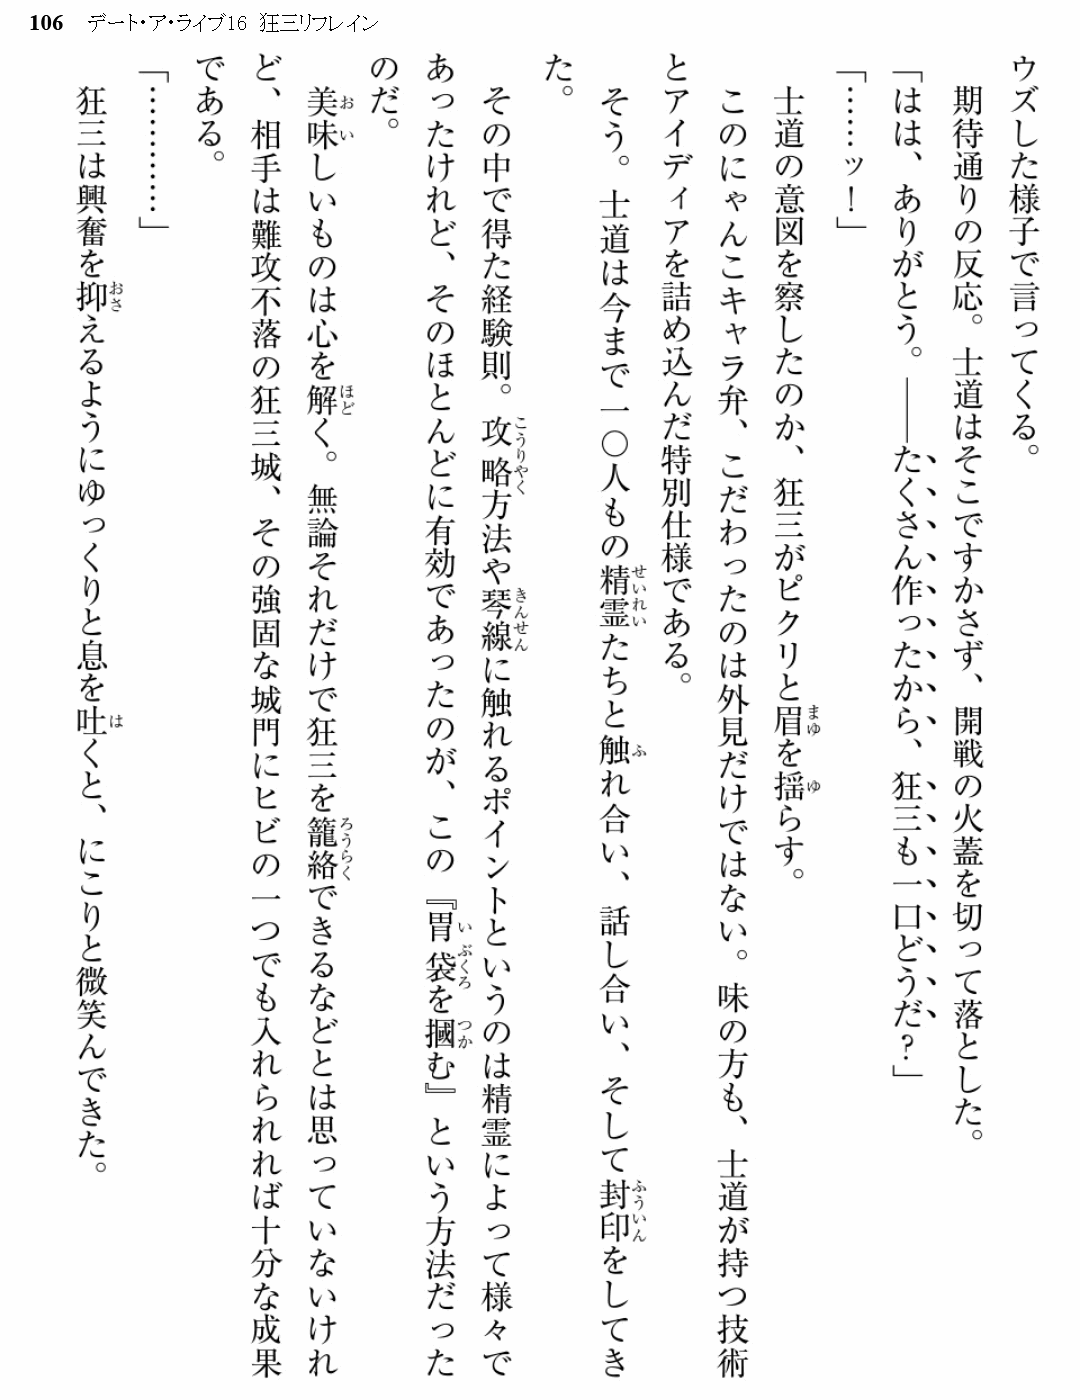 106 デート・ア・ライブ16 狂三リフレイン
ウズした様子で言ってくる。
期待通りの反応。士道はそこですかさず、開戦の火蓋を切って落とした。
「はは、ありがとう。――たくさん作ったから、狂三も一口どうだ？」
「……ッ！」
士道の意図を察したのか、狂三がピクリと眉を揺らす。
このにゃんこキャラ弁、こだわったのは外見だけではない。味の方も、士道が持つ技術
とアイディアを詰め込んだ特別仕様である。
そう。士道は今まで一〇人もの精霊たちと触れ合い、話し合い、そして封印をしてき
た。
その中で得た経験則。攻略方法や琴線に触れるポイントというのは精霊によって様々で
あったけれど、そのほとんどに有効であったのが、この『胃袋を摑む』という方法だった
のだ。
美味しいものは心を解く。無論それだけで狂三を籠絡できるなどとは思っていないけれ
ど、相手は難攻不落の狂三城、その強固な城門にヒビの一つでも入れられれば十分な成果
である。
「…………」
狂三は興奮を抑えるようにゆっくりと息を吐くと、にこりと微笑んできた。